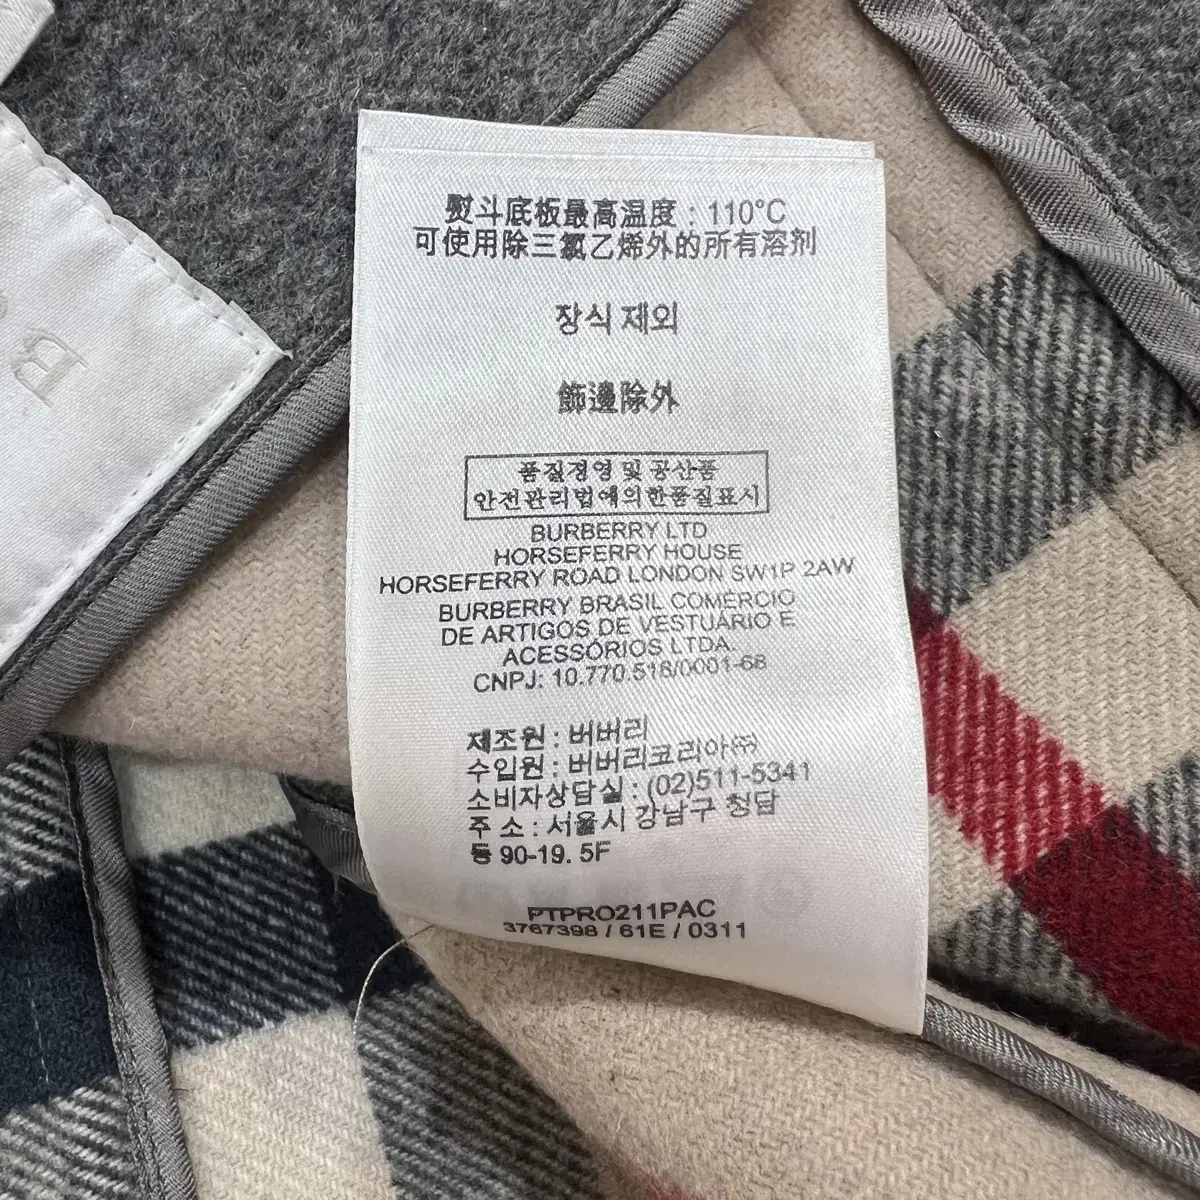 熨斗底板最高温度：110°C
可使用除三氯乙烯外的所有溶剂
장식 제외
飾邊除外
품질경영 및 공산품
안전관리법에의한품질표시
BURBERRY LTD
HORSEFERRY HOUSE
HORSEFERRY ROAD LONDON SW1P 2AW
BURBERRY BRASIL COMÉRCIO
DE ARTIGOS DE VESTUÁRIO E
ACESSÓRIOS LTDA.
CNPJ: 10.770.518/0001-68
제조원 : 버버리
수입원 : 버버리코리아㈜
소비자상담실 : (02)511-5341
주 소 : 서울시 강남구 청담
동 90-19. 5F
PTPRO211PAC
3767398 / 61E / 0311